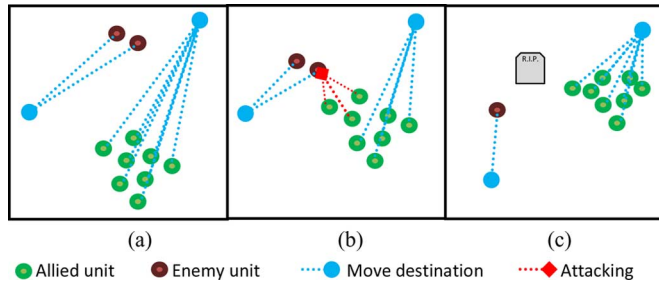 R.I.P.
(a) (b) (c)
Allied unit Enemy unit Move destination Attacking